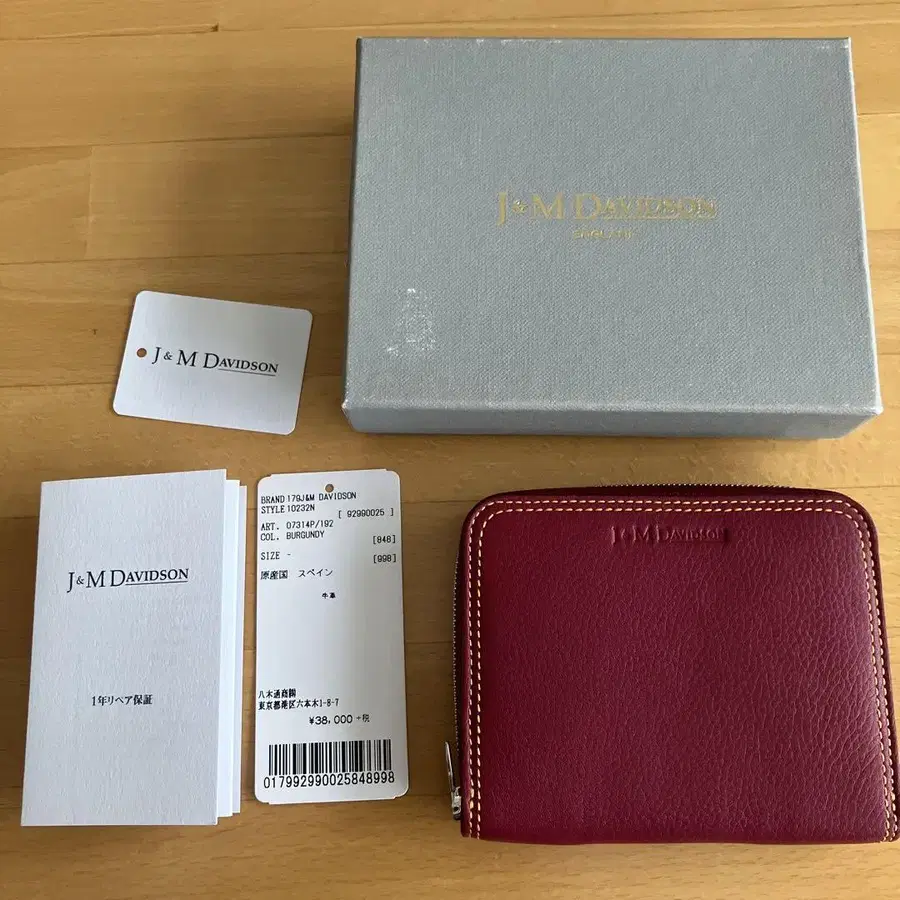 J & M DAVIDSON
ENGLAND
J & M DAVIDSON
J & M DAVIDSON
1年リペア保証
BRAND 179J&M DAVIDSON
STYLE 10232N
[ 92990025 ]
ART. 07314P/192
COL. BURGUNDY [848]
SIZE - [998]
原産国 スペイン
牛革
八木通商㈱
東京都港区六本木1-8-7
¥38,000 +税
017992990025848998
J & M DAVIDSON